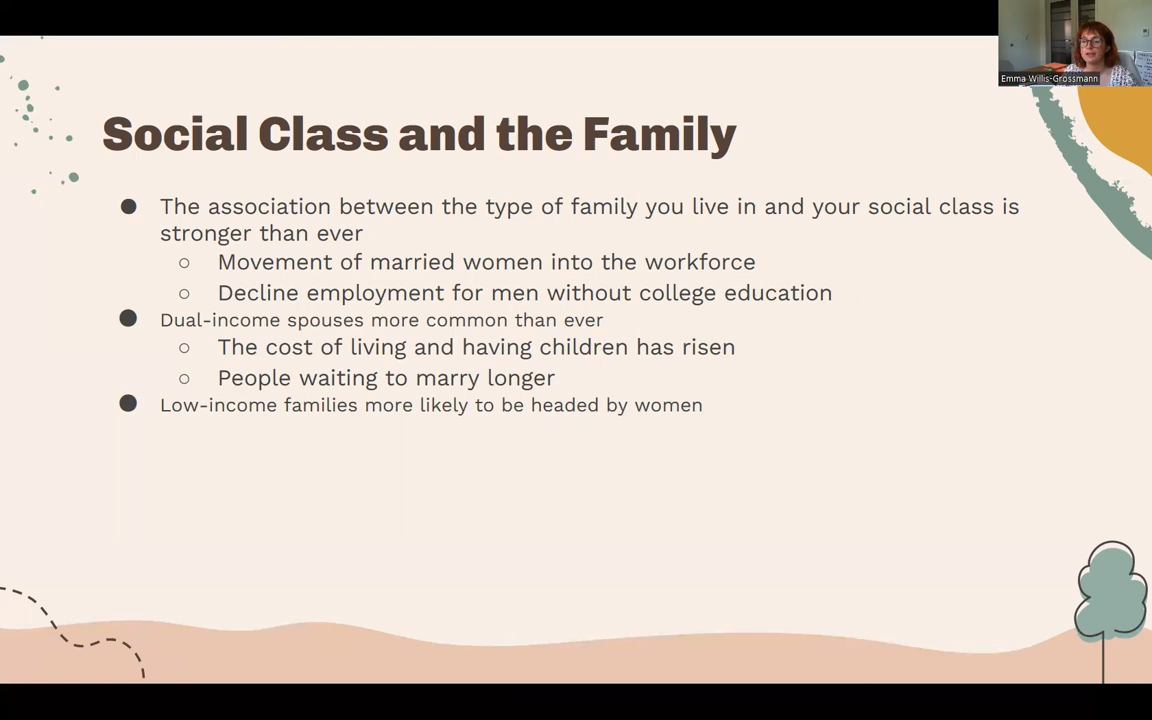 Emma Willis-Grossmann
Social Class and the Family
● The association between the type of family you live in and your social class is
stronger than ever
○ Movement of married women into the workforce
○ Decline employment for men without college education
● Dual-income spouses more common than ever
○ The cost of living and having children has risen
○ People waiting to marry longer
● Low-income families more likely to be headed by women